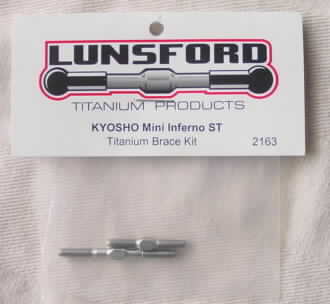 LUNSFORD
TITANIUM PRODUCTS
KYOSHO Mini Inferno ST
Titanium Brace Kit 2163